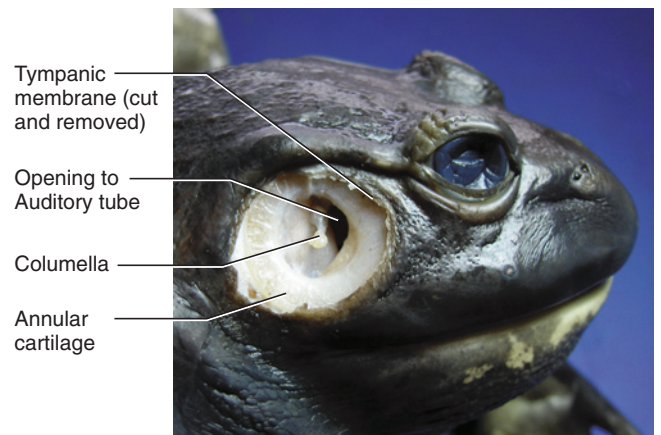 Tympanic
membrane (cut
and removed)
Opening to
Auditory tube
Columella
Annular
cartilage